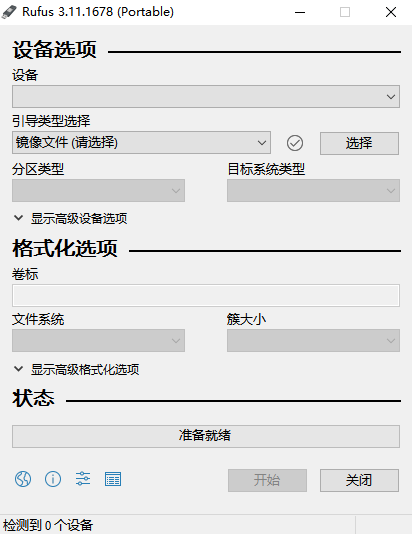 Rufus 3.11.1678 (Portable)
设备选项
设备
引导类型选择
镜像文件 (请选择)
选择
分区类型
目标系统类型
显示高级设备选项
格式化选项
卷标
文件系统
簇大小
显示高级格式化选项
状态
准备就绪
开始
关闭
检测到 0 个设备